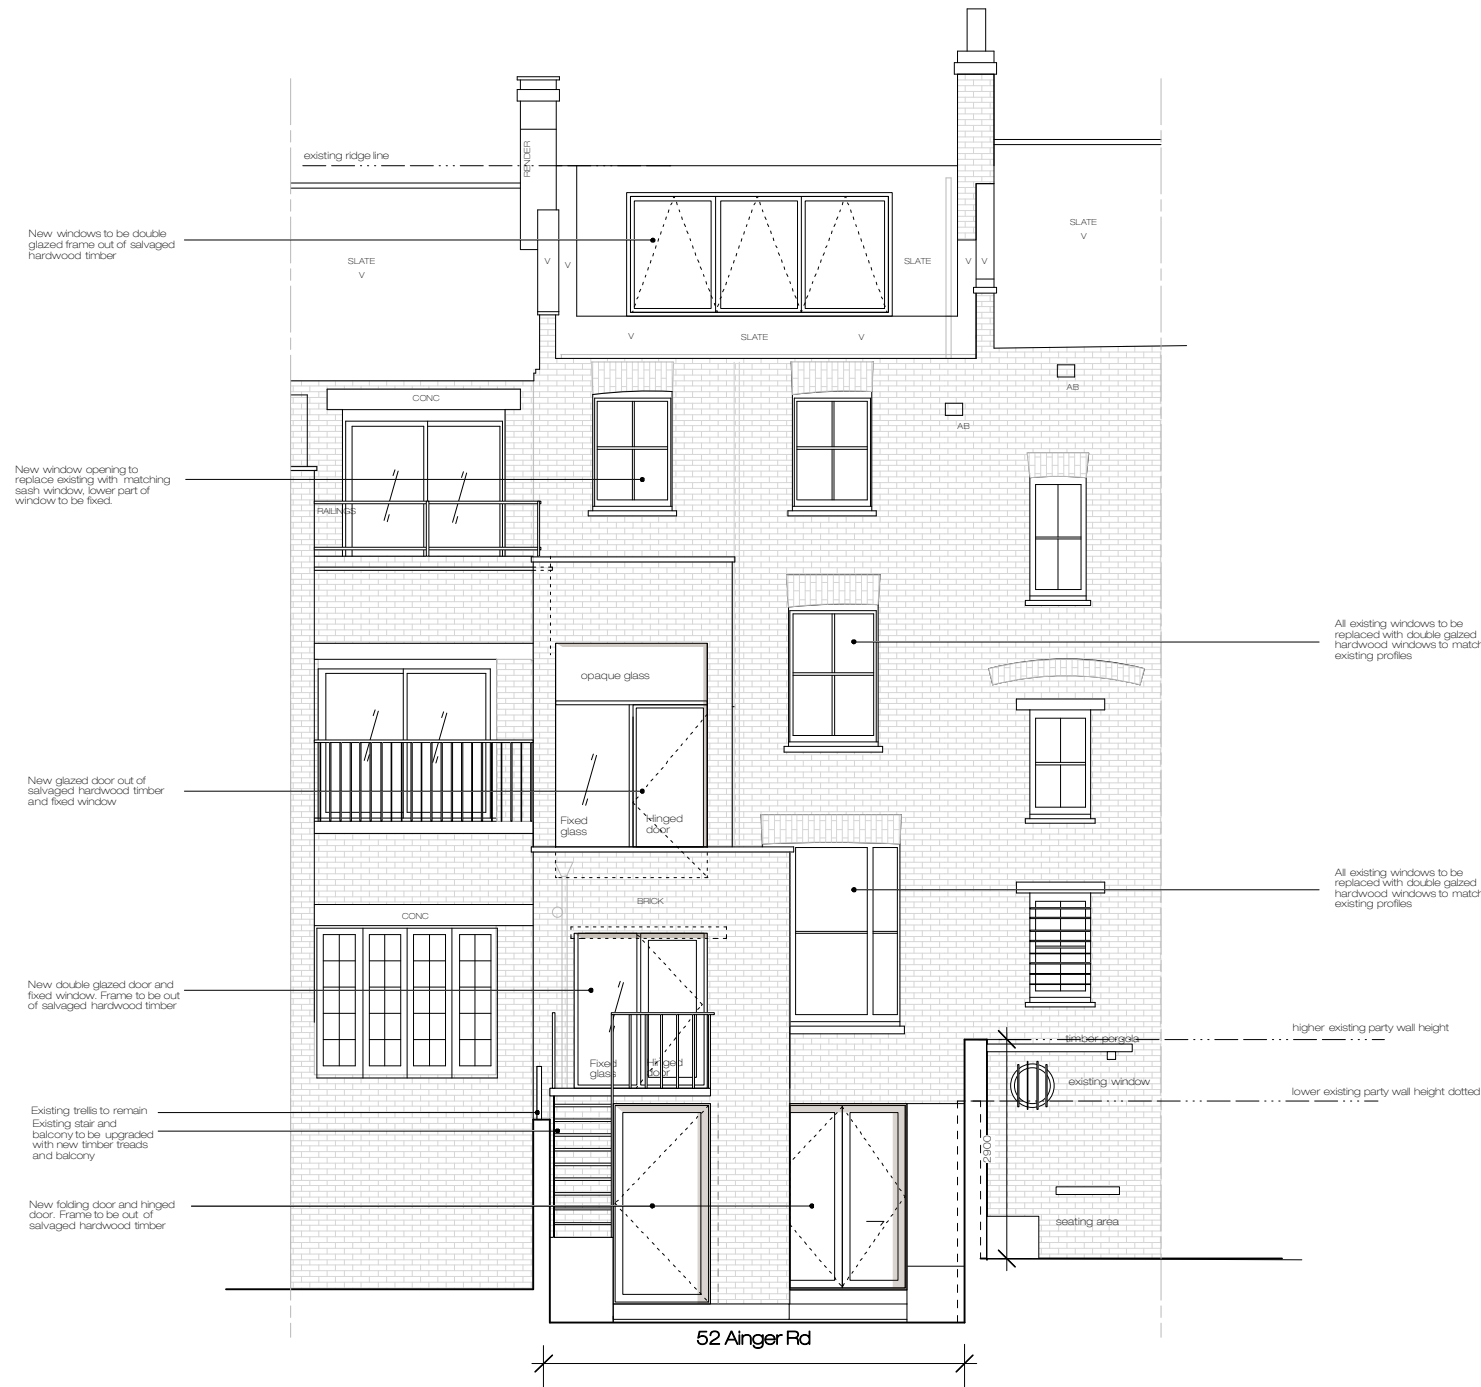 existing ridge line
RENDER
New windows to be double
glazed frame out of salvaged
hardwood timber
SLATE
V
V
V
SLATE
V
V
SLATE
V
V
SLATE
V
CONC
AB
AB
New window opening to
replace existing with matching
sash window, lower part of
window to be fixed.
RAILINGS
All existing windows to be
replaced with double galzed
hardwood windows to match
existing profiles
opaque glass
New glazed door out of
salvaged hardwood timber
and fixed window
Fixed
glass
Hinged
door
All existing windows to be
replaced with double galzed
hardwood windows to match
existing profiles
BRICK
CONC
New double glazed door and
fixed window. Frame to be out
of salvaged hardwood timber
Fixed
glass
Hinged
door
higher existing party wall height
timber pergola
existing window
lower existing party wall height dotted
Existing trellis to remain
Existing stair and
balcony to be upgraded
with new timber treads
and balcony
2900
New folding door and hinged
door. Frame to be out of
salvaged hardwood timber
seating area
52 Ainger Rd